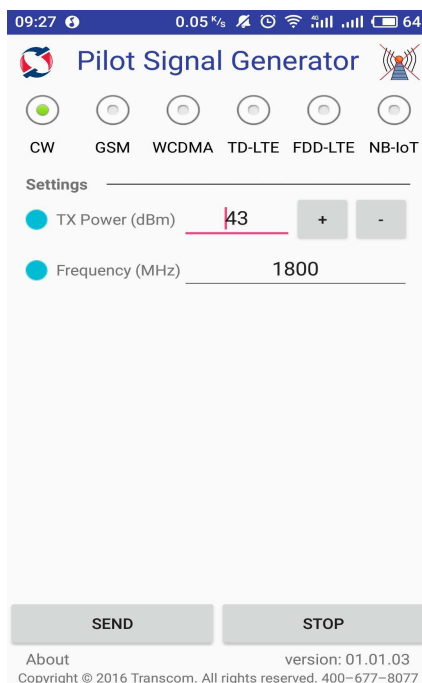 09:27 0.05 K/s 4G 64
Pilot Signal Generator
CW GSM WCDMA TD-LTE FDD-LTE NB-IoT
Settings
TX Power (dBm) 43 + -
Frequency (MHz) 1800
SEND STOP
About version: 01.01.03
Copyright © 2016 Transcom. All rights reserved. 400-677-8077